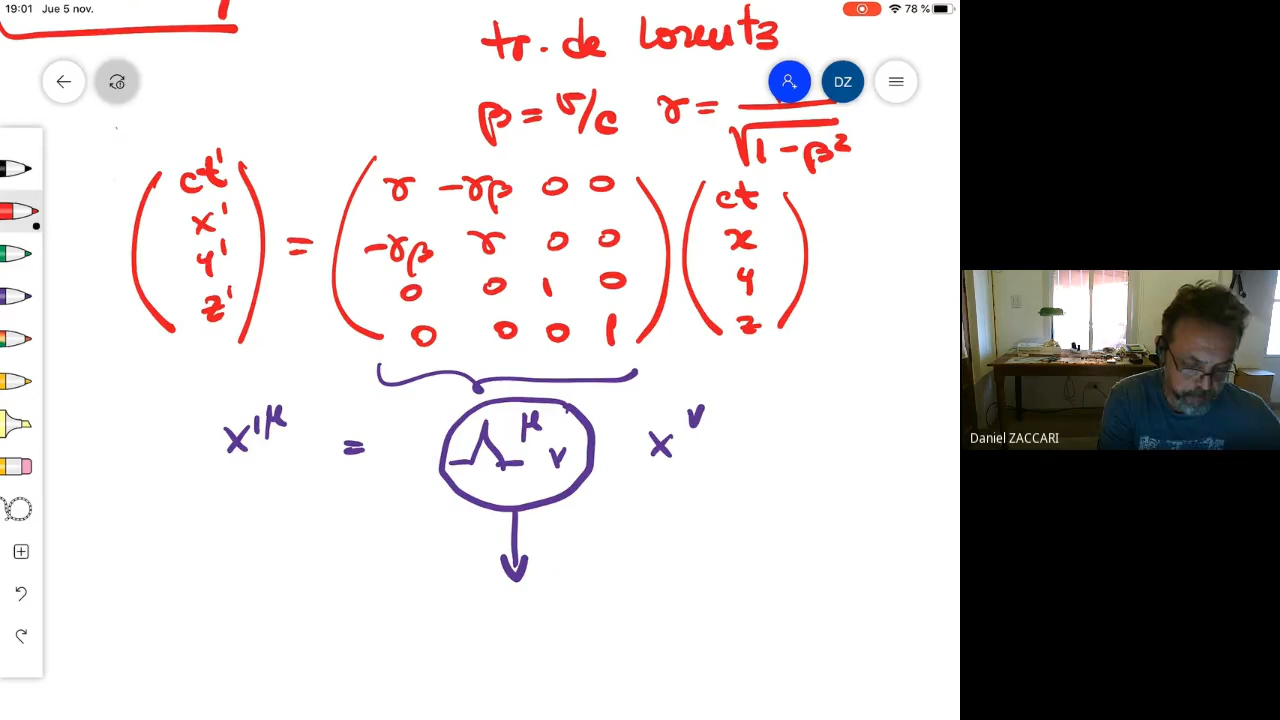 19:01 Jue 5 nov. 78 %
tr. de Lorentz
β = v/c γ = 1/√(1-β²)
DZ
ct' = γ -γβ 0 0 ct
x' -γβ γ 0 0 x
y' 0 0 1 0 y
z' 0 0 0 1 z
x'^μ = Λ^μ_ν x^ν
Daniel ZACCARI